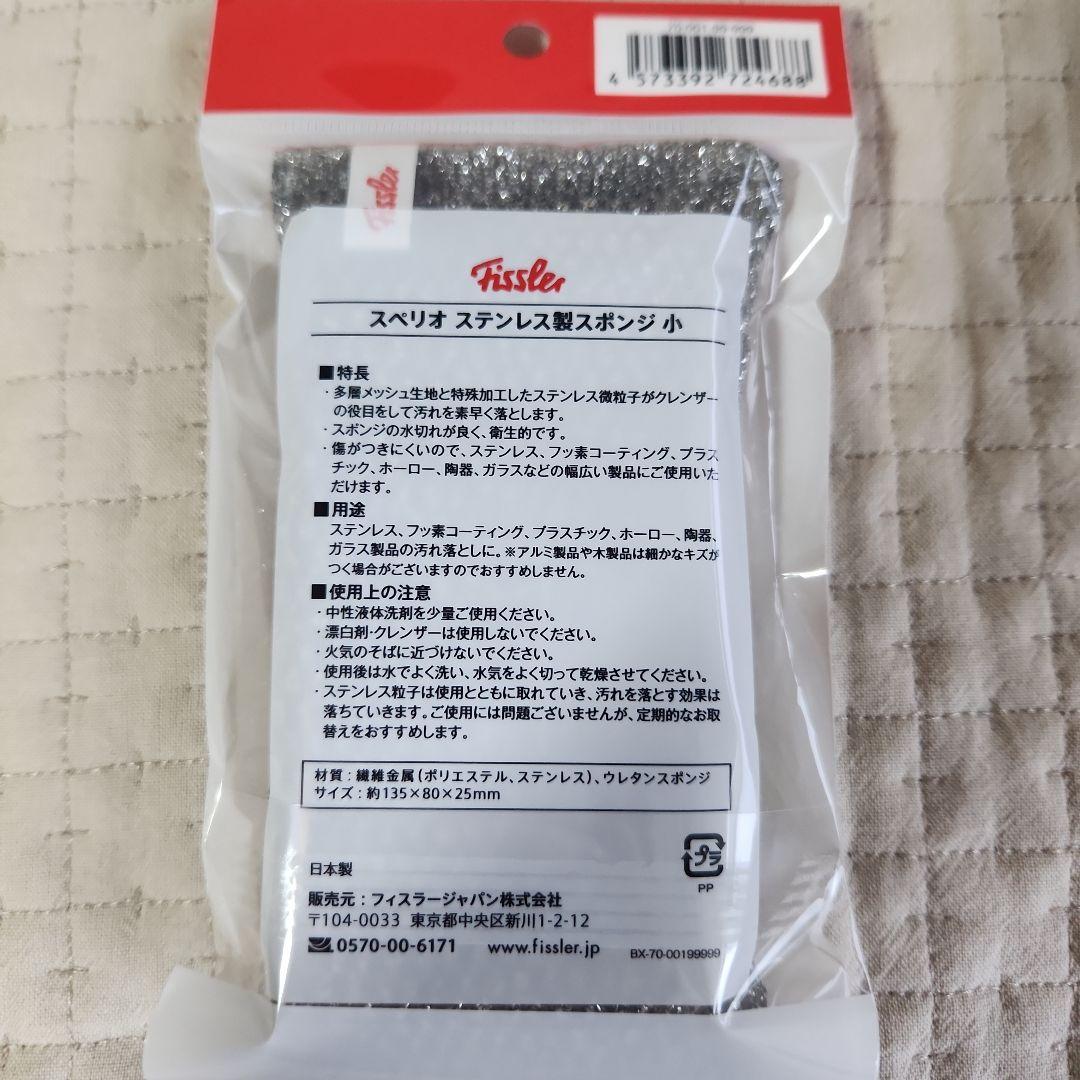 4 573392 724688
Fissler
Fissler
スペリオ ステンレス製スポンジ 小
■特長
・多層メッシュ生地と特殊加工したステンレス微粒子がクレンザー
の役目をして汚れを素早く落とします。
・スポンジの水切れが良く、衛生的です。
・傷がつきにくいので、ステンレス、フッ素コーティング、プラス
チック、ホーロー、陶器、ガラスなどの幅広い製品にご使用いた
だけます。
■用途
ステンレス、フッ素コーティング、プラスチック、ホーロー、陶器、
ガラス製品の汚れ落としに。※アルミ製品や木製品は細かなキズが
つく場合がございますのでおすすめしません。
■使用上の注意
・中性液体洗剤を少量ご使用ください。
・漂白剤・クレンザーは使用しないでください。
・火気のそばに近づけないでください。
・使用後は水でよく洗い、水気をよく切って乾燥させてください。
・ステンレス粒子は使用とともに取れていき、汚れを落とす効果は
落ちていきます。ご使用には問題ございませんが、定期的なお取
替えをおすすめします。
材質：繊維金属(ポリエステル、ステンレス)、ウレタンスポンジ
サイズ：約135×80×25mm
プラ
PP
日本製
販売元：フィスラージャパン株式会社
〒104-0033 東京都中央区新川1-2-12
0570-00-6171 www.fissler.jp
BX-70-00199999